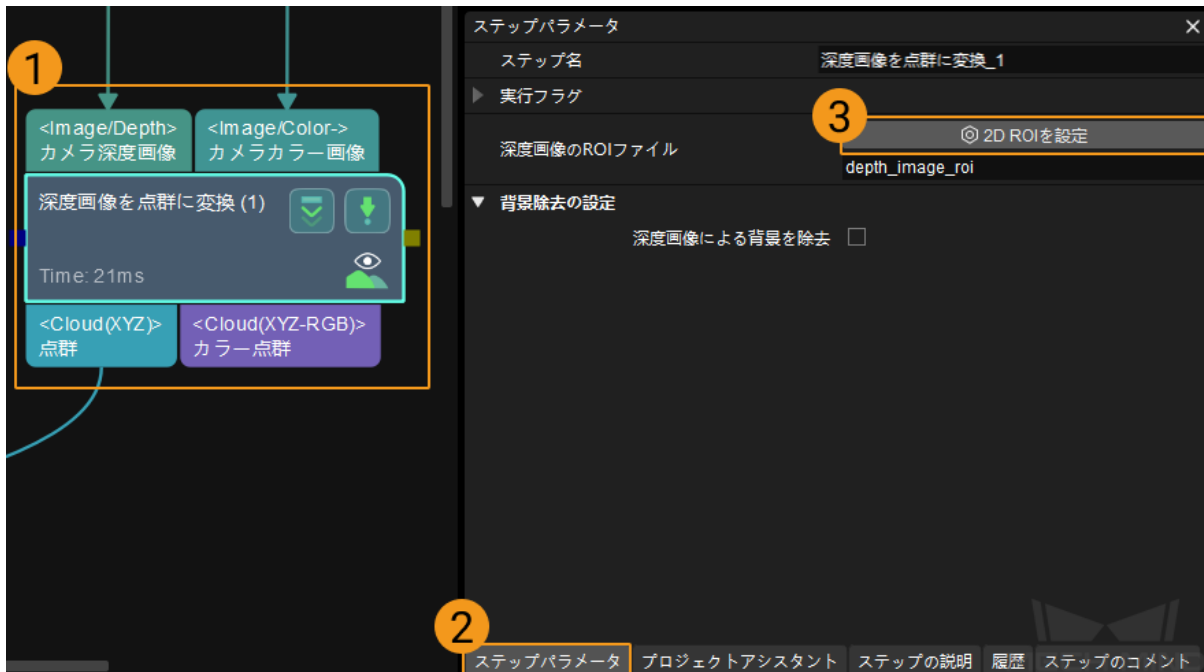 1
<Image/Depth>
カメラ深度画像
<Image/Color->
カメラカラー画像
深度画像を点群に変換 (1)
Time: 21ms
<Cloud(XYZ)>
点群
<Cloud(XYZ-RGB)>
カラー点群
ステップパラメータ
ステップ名
深度画像を点群に変換_1
実行フラグ
3
深度画像のROIファイル
2D ROIを設定
depth_image_roi
背景除去の設定
深度画像による背景を除去
2
ステップパラメータ
プロジェクトアシスタント
ステップの説明
履歴
ステップのコメント